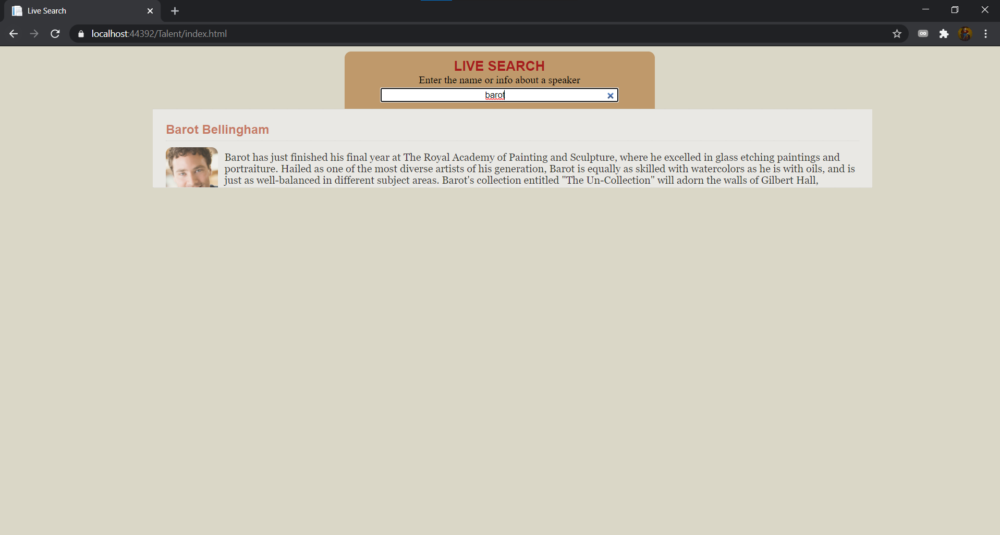 Live Search
localhost:44392/Talent/index.html
LIVE SEARCH
Enter the name or info about a speaker
barot
Barot Bellingham
Barot has just finished his final year at The Royal Academy of Painting and Sculpture, where he excelled in glass etching paintings and
portraiture. Hailed as one of the most diverse artists of his generation, Barot is equally as skilled with watercolors as he is with oils, and is
just as well-balanced in different subject areas. Barot's collection entitled "The Un-Collection" will adorn the walls of Gilbert Hall,